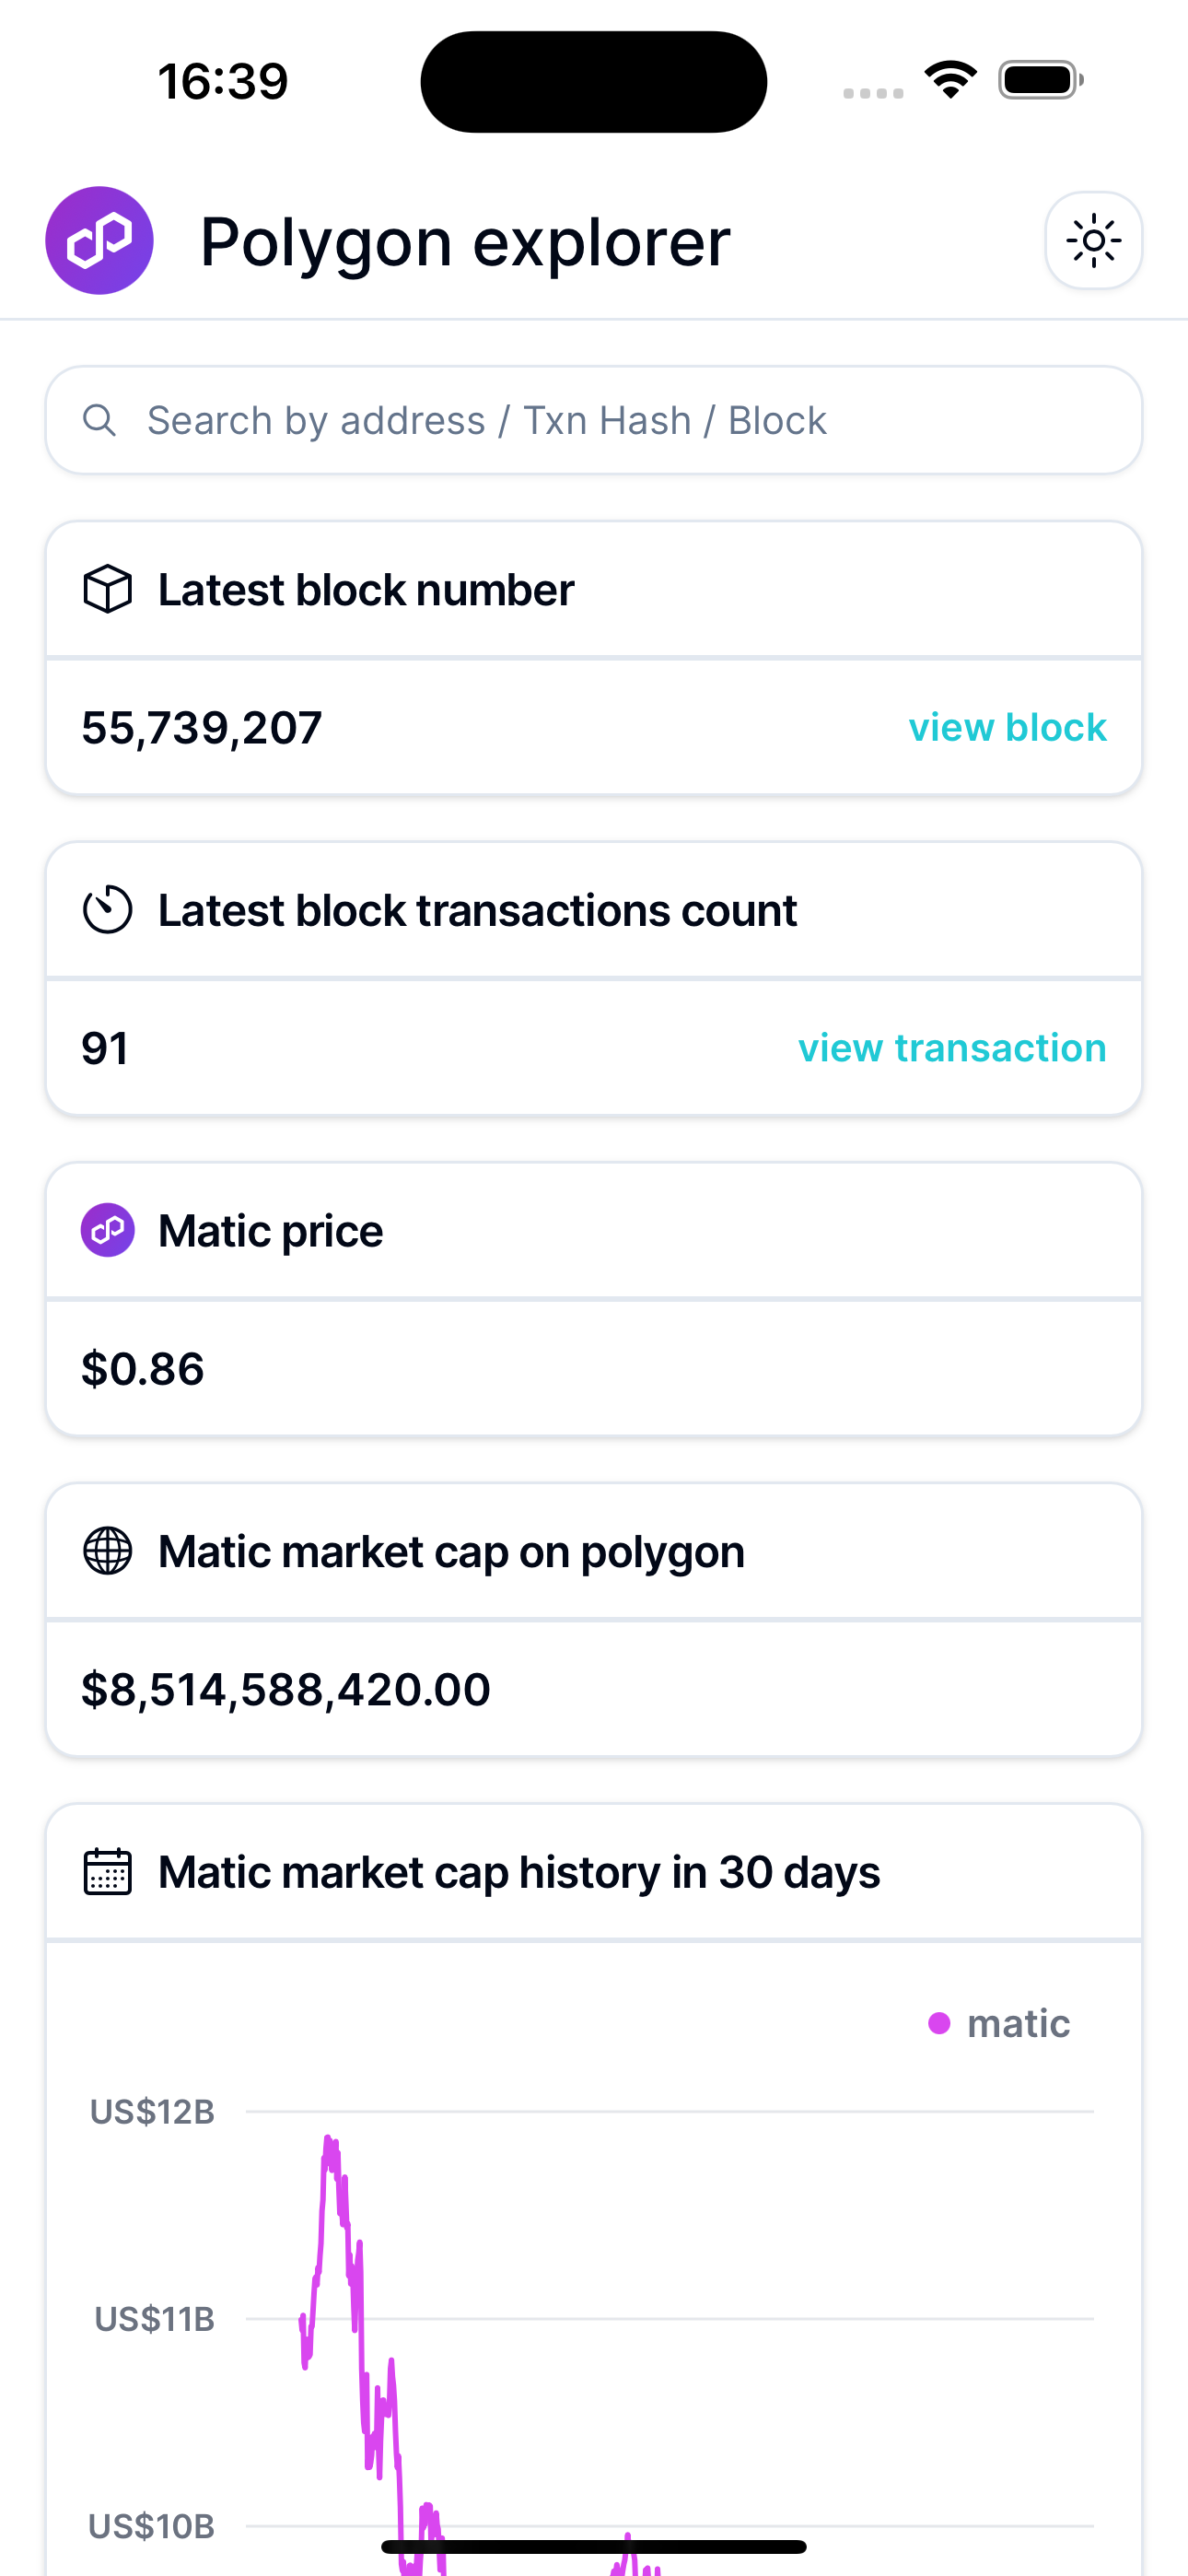 16:39
Polygon explorer
Search by address / Txn Hash / Block
Latest block number
55,739,207
view block
Latest block transactions count
91
view transaction
Matic price
$0.86
Matic market cap on polygon
$8,514,588,420.00
Matic market cap history in 30 days
matic
US$12B
US$11B
US$10B